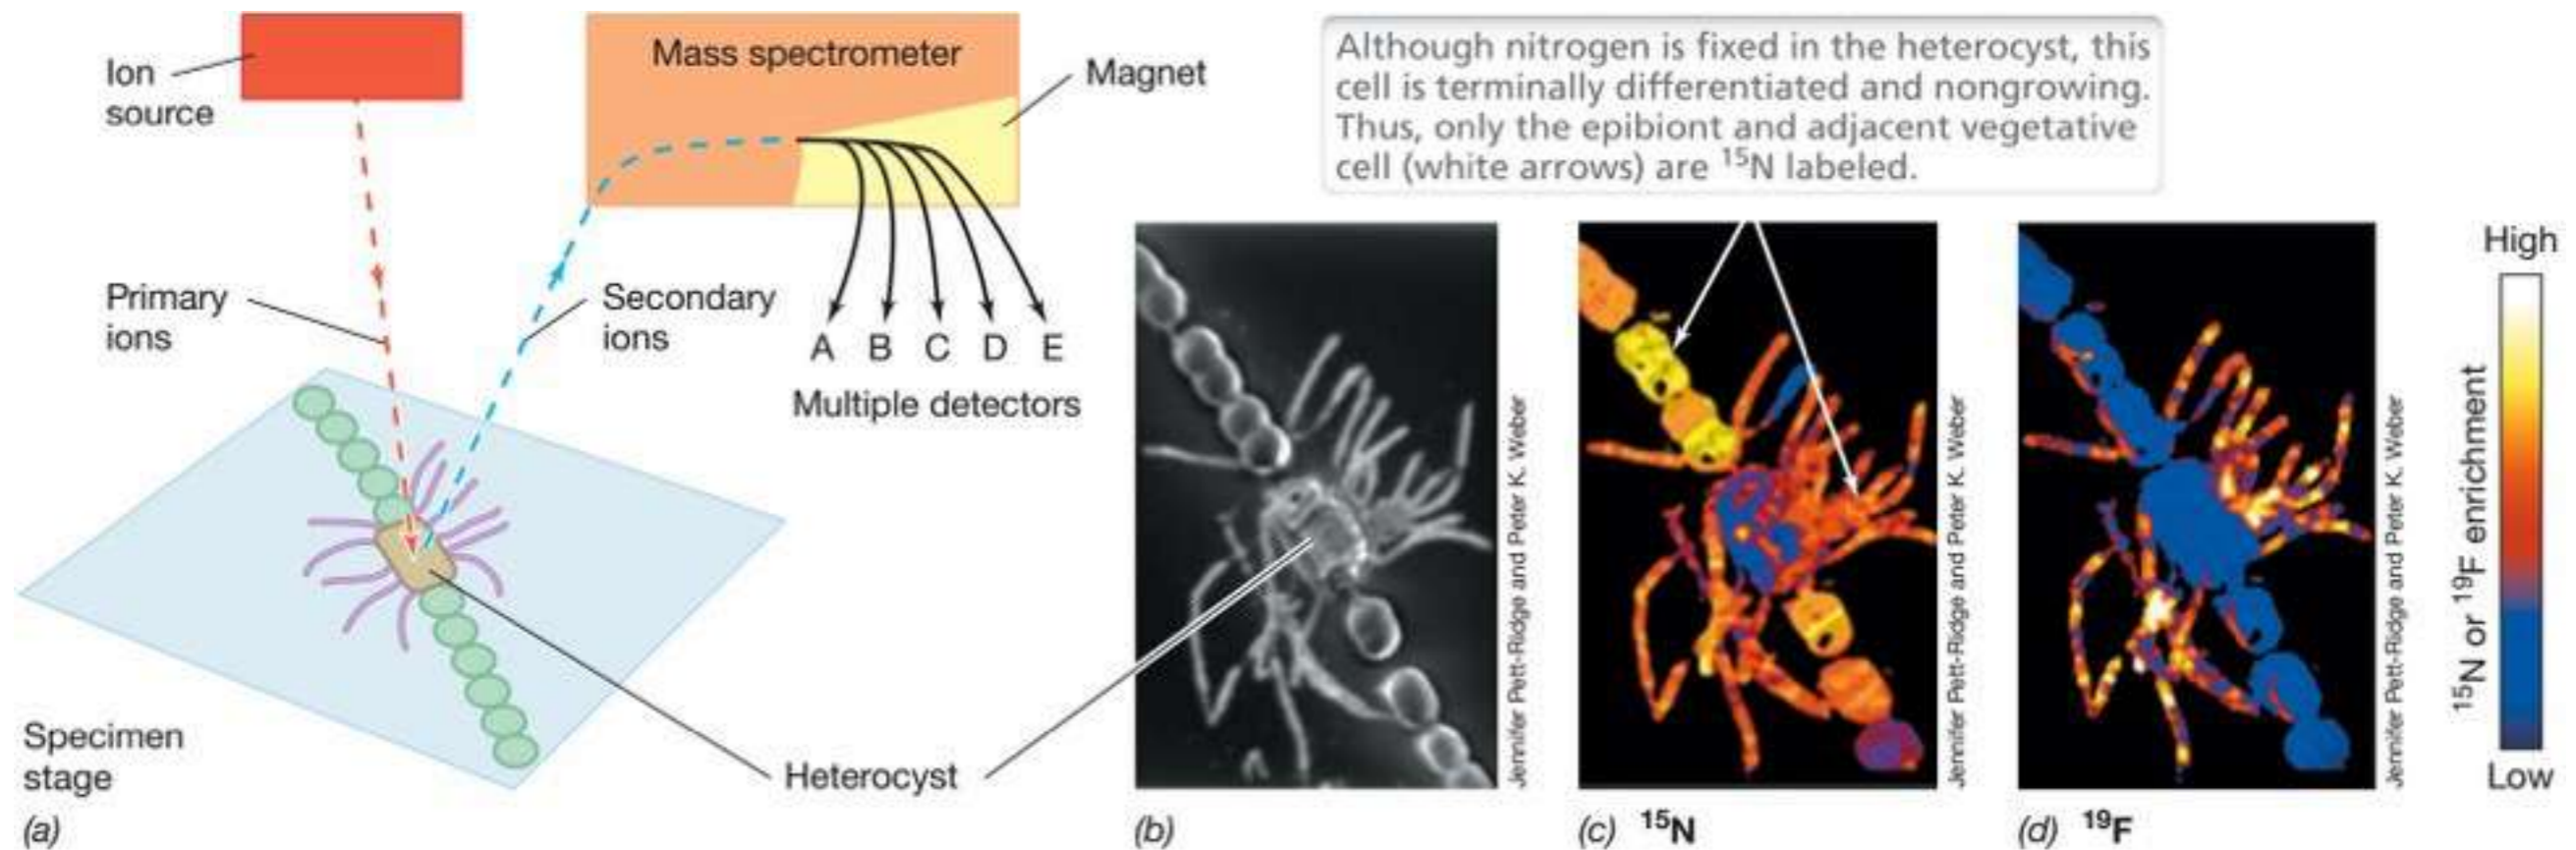 Ion
source
Mass spectrometer
Magnet
Although nitrogen is fixed in the heterocyst, this
cell is terminally differentiated and nongrowing.
Thus, only the epibiont and adjacent vegetative
cell (white arrows) are ¹⁵N labeled.
Primary
ions
Secondary
ions
A B C D E
Multiple detectors
Specimen
stage
Heterocyst
(a)
Jennifer Pett-Ridge and Peter K. Weber
(b)
Jennifer Pett-Ridge and Peter K. Weber
(c) ¹⁵N
Jennifer Pett-Ridge and Peter K. Weber
(d) ¹⁹F
High
¹⁵N or ¹⁹F enrichment
Low